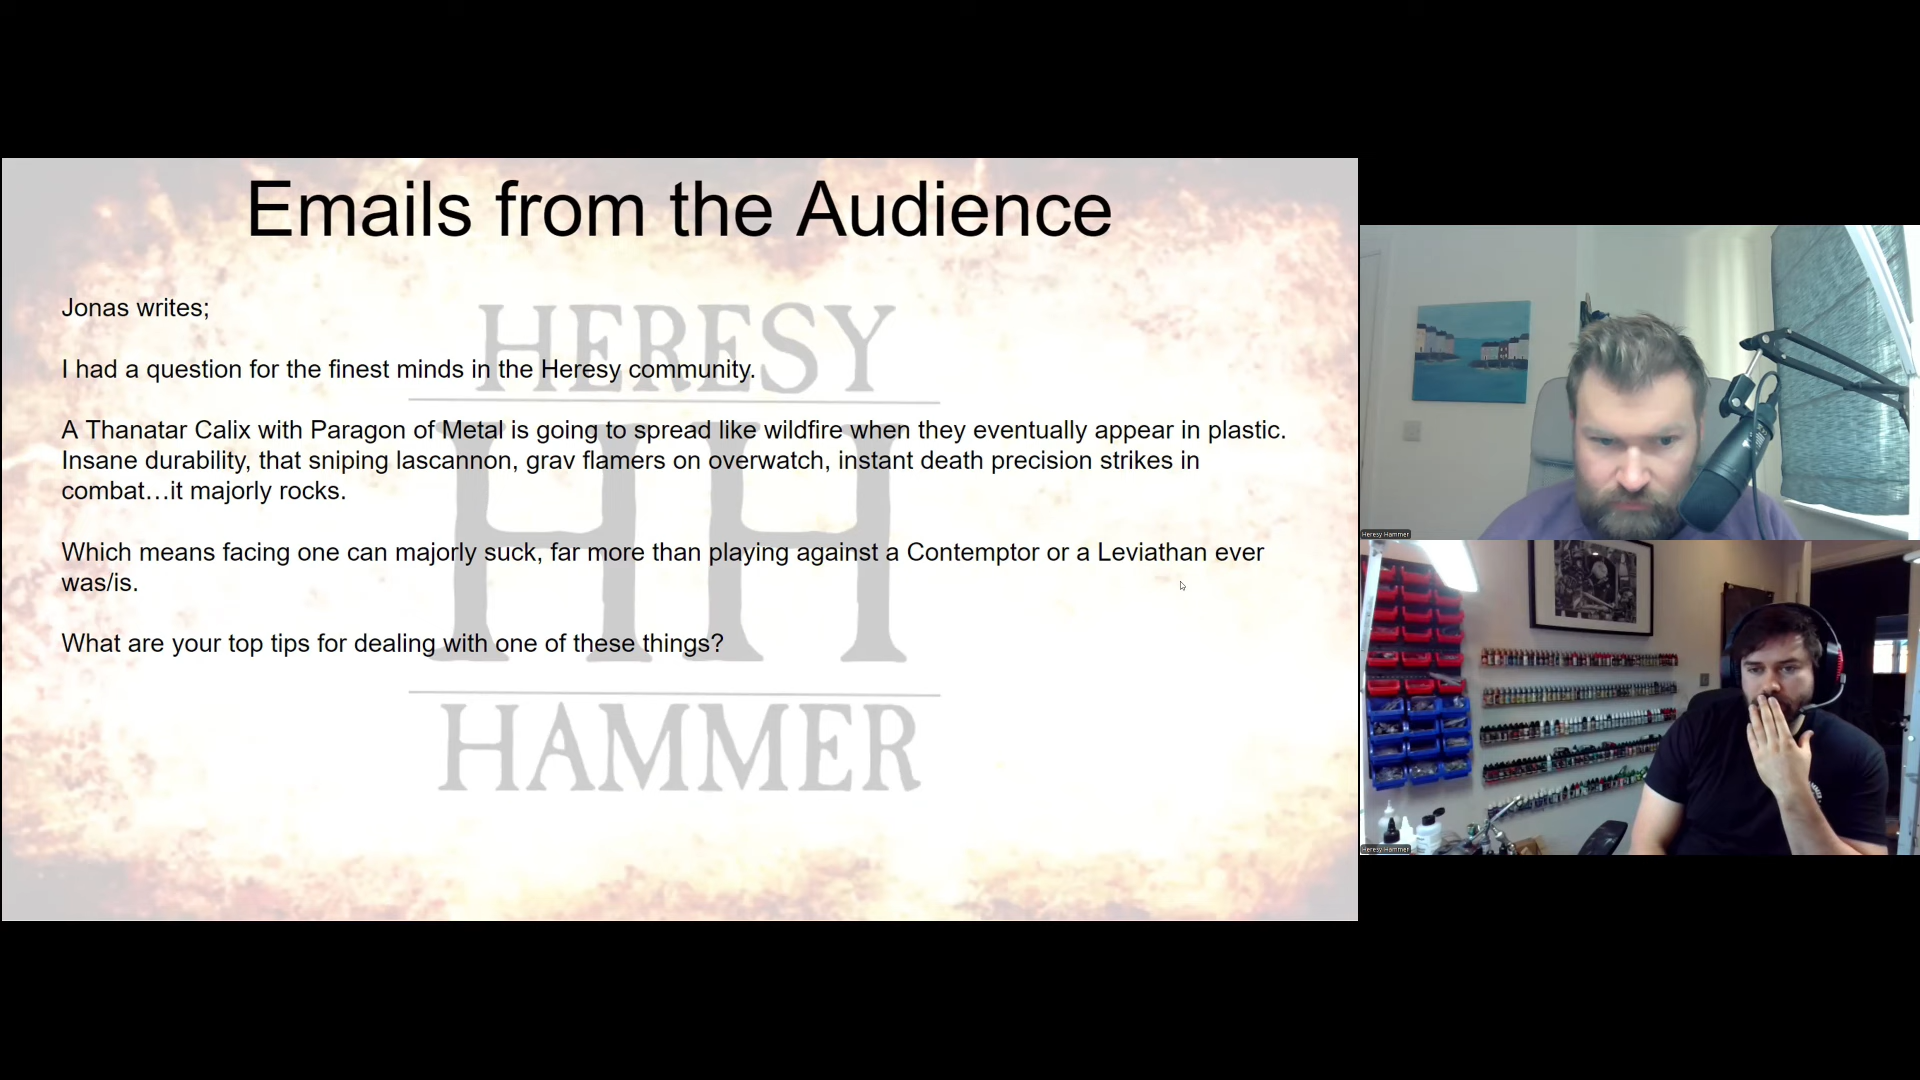 Emails from the Audience
HERESY
HH
HAMMER
Jonas writes;
I had a question for the finest minds in the Heresy community.
A Thanatar Calix with Paragon of Metal is going to spread like wildfire when they eventually appear in plastic.
Insane durability, that sniping lascannon, grav flamers on overwatch, instant death precision strikes in
combat…it majorly rocks.
Which means facing one can majorly suck, far more than playing against a Contemptor or a Leviathan ever
was/is.
What are your top tips for dealing with one of these things?
Heresy Hammer
Heresy Hammer